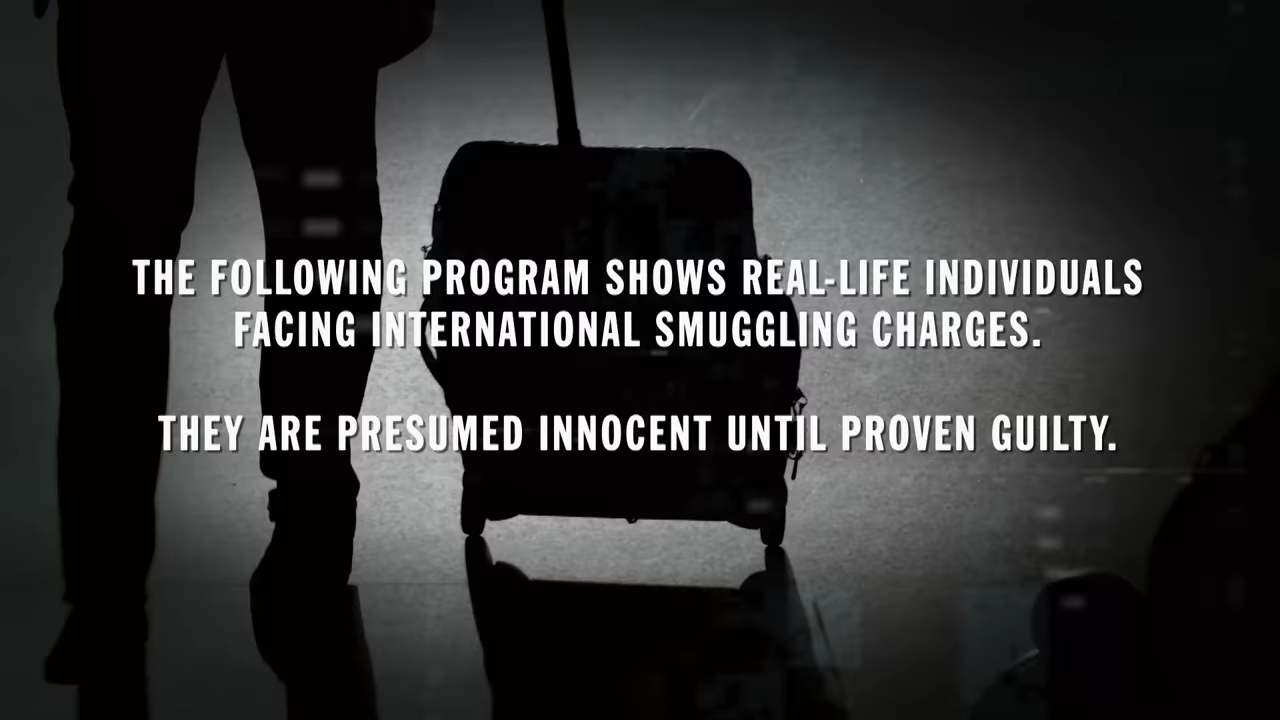 THE FOLLOWING PROGRAM SHOWS REAL-LIFE INDIVIDUALS
FACING INTERNATIONAL SMUGGLING CHARGES.
THEY ARE PRESUMED INNOCENT UNTIL PROVEN GUILTY.